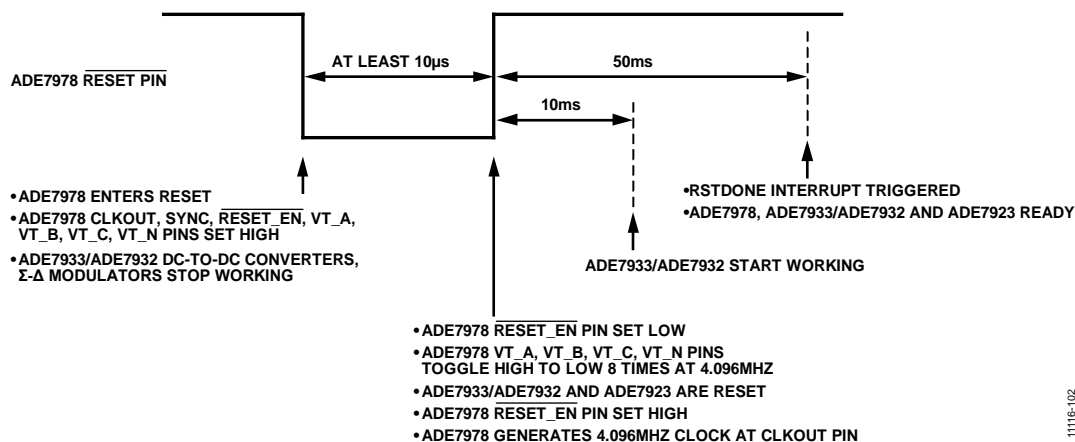 ADE7978 RESET PIN
AT LEAST 10µs
50ms
10ms
•ADE7978 ENTERS RESET
•ADE7978 CLKOUT, SYNC, RESET_EN, VT_A,
VT_B, VT_C, VT_N PINS SET HIGH
•ADE7933/ADE7932 DC-TO-DC CONVERTERS,
Σ-Δ MODULATORS STOP WORKING
•RSTDONE INTERRUPT TRIGGERED
•ADE7978, ADE7933/ADE7932 AND ADE7923 READY
ADE7933/ADE7932 START WORKING
•ADE7978 RESET_EN PIN SET LOW
•ADE7978 VT_A, VT_B, VT_C, VT_N PINS
TOGGLE HIGH TO LOW 8 TIMES AT 4.096MHZ
•ADE7933/ADE7932 AND ADE7923 ARE RESET
•ADE7978 RESET_EN PIN SET HIGH
•ADE7978 GENERATES 4.096MHZ CLOCK AT CLKOUT PIN
11116-102